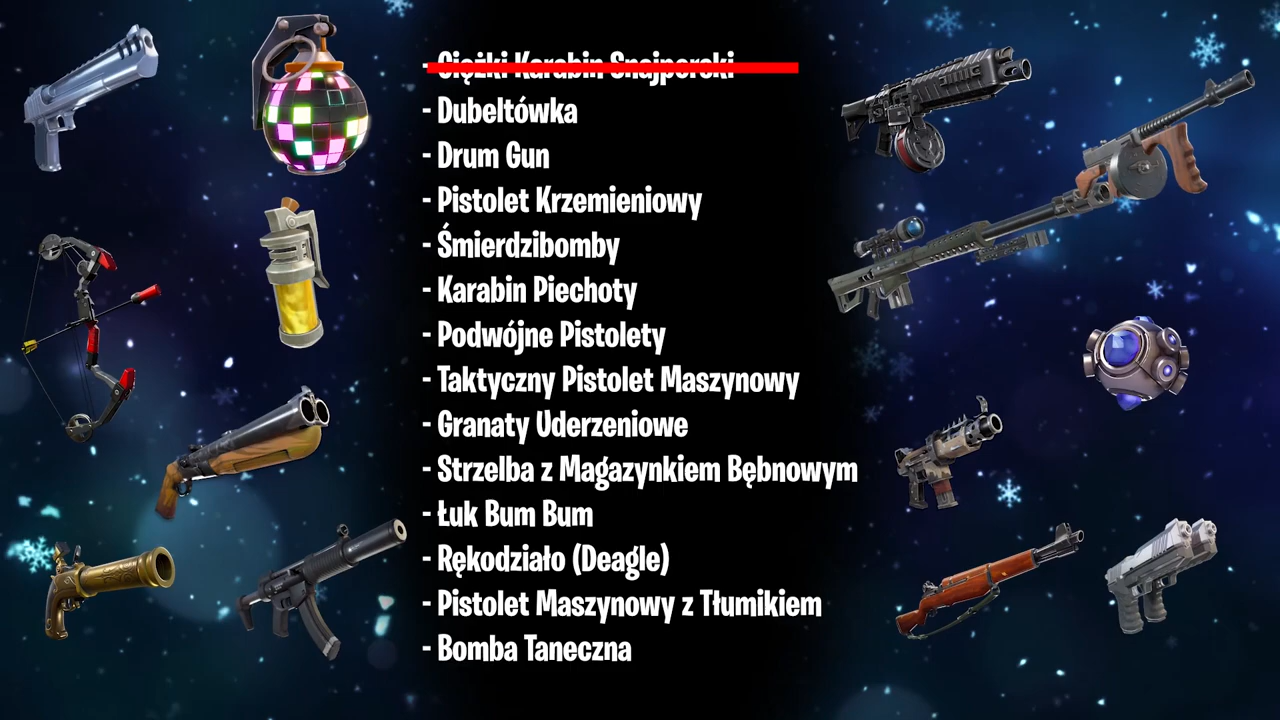 - Ciężki Karabin Snajperski
- Dubeltówka
- Drum Gun
- Pistolet Krzemieniowy
- Śmierdzibomby
- Karabin Piechoty
- Podwójne Pistolety
- Taktyczny Pistolet Maszynowy
- Granaty Uderzeniowe
- Strzelba z Magazynkiem Bębnowym
- Łuk Bum Bum
- Rękodziało (Deagle)
- Pistolet Maszynowy z Tłumikiem
- Bomba Taneczna